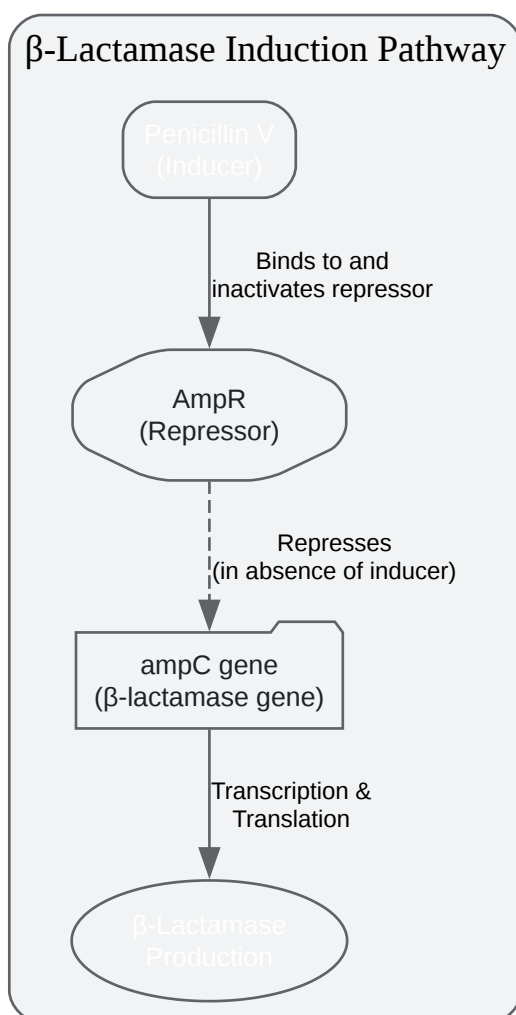 β-Lactamase Induction Pathway
Penicillin V
(Inducer)
Binds to and
inactivates repressor
AmpR
(Repressor)
Represses
(in absence of inducer)
ampC gene
(β-lactamase gene)
Transcription &
Translation
β-Lactamase
Production